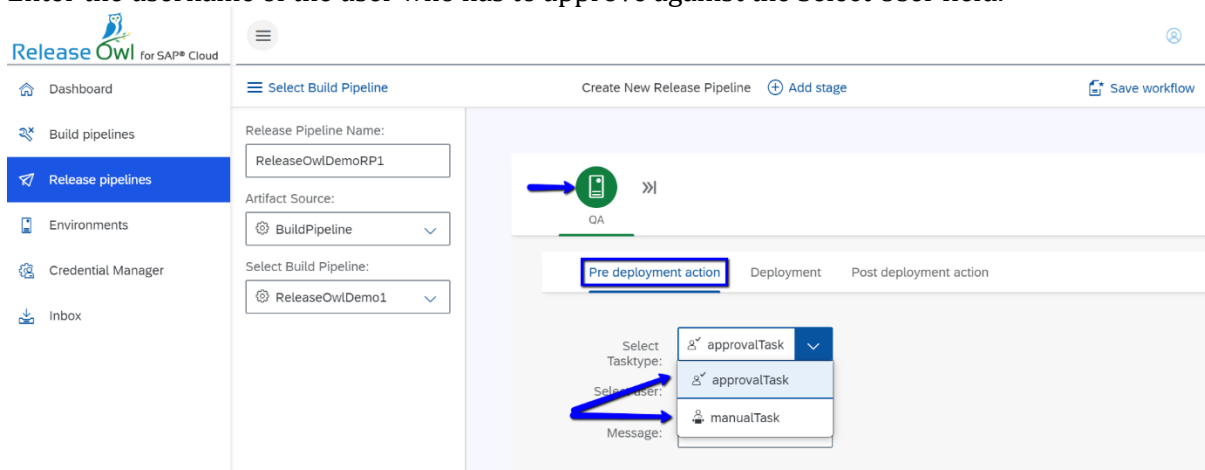 Enter the username of the user who has to approve against the Select User field.
Release Owl for SAP® Cloud
Select Build Pipeline
Create New Release Pipeline
Add stage
Save workflow
Dashboard
Build pipelines
Release pipelines
Environments
Credential Manager
Inbox
Release Pipeline Name:
ReleaseOwlDemoRP1
Artifact Source:
BuildPipeline
Select Build Pipeline:
ReleaseOwlDemo1
QA
Pre deployment action
Deployment
Post deployment action
Select
Tasktype:
approvalTask
approvalTask
Select user:
manualTask
Message: